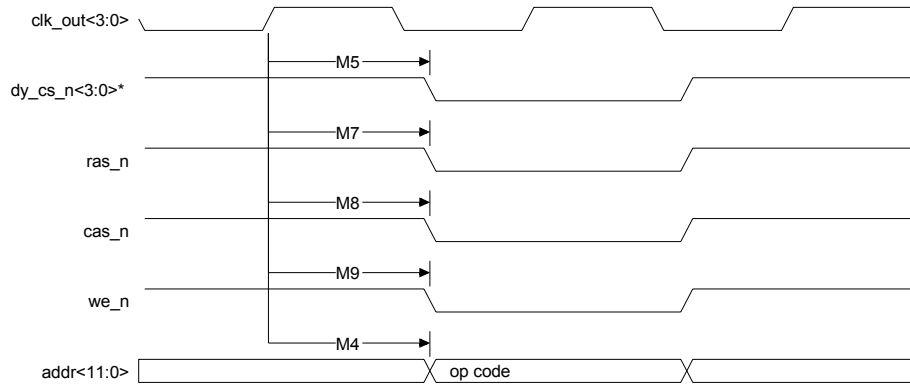 clk_out<3:0>
M5
dy_cs_n<3:0>*
M7
ras_n
M8
cas_n
M9
we_n
M4
addr<11:0> op code